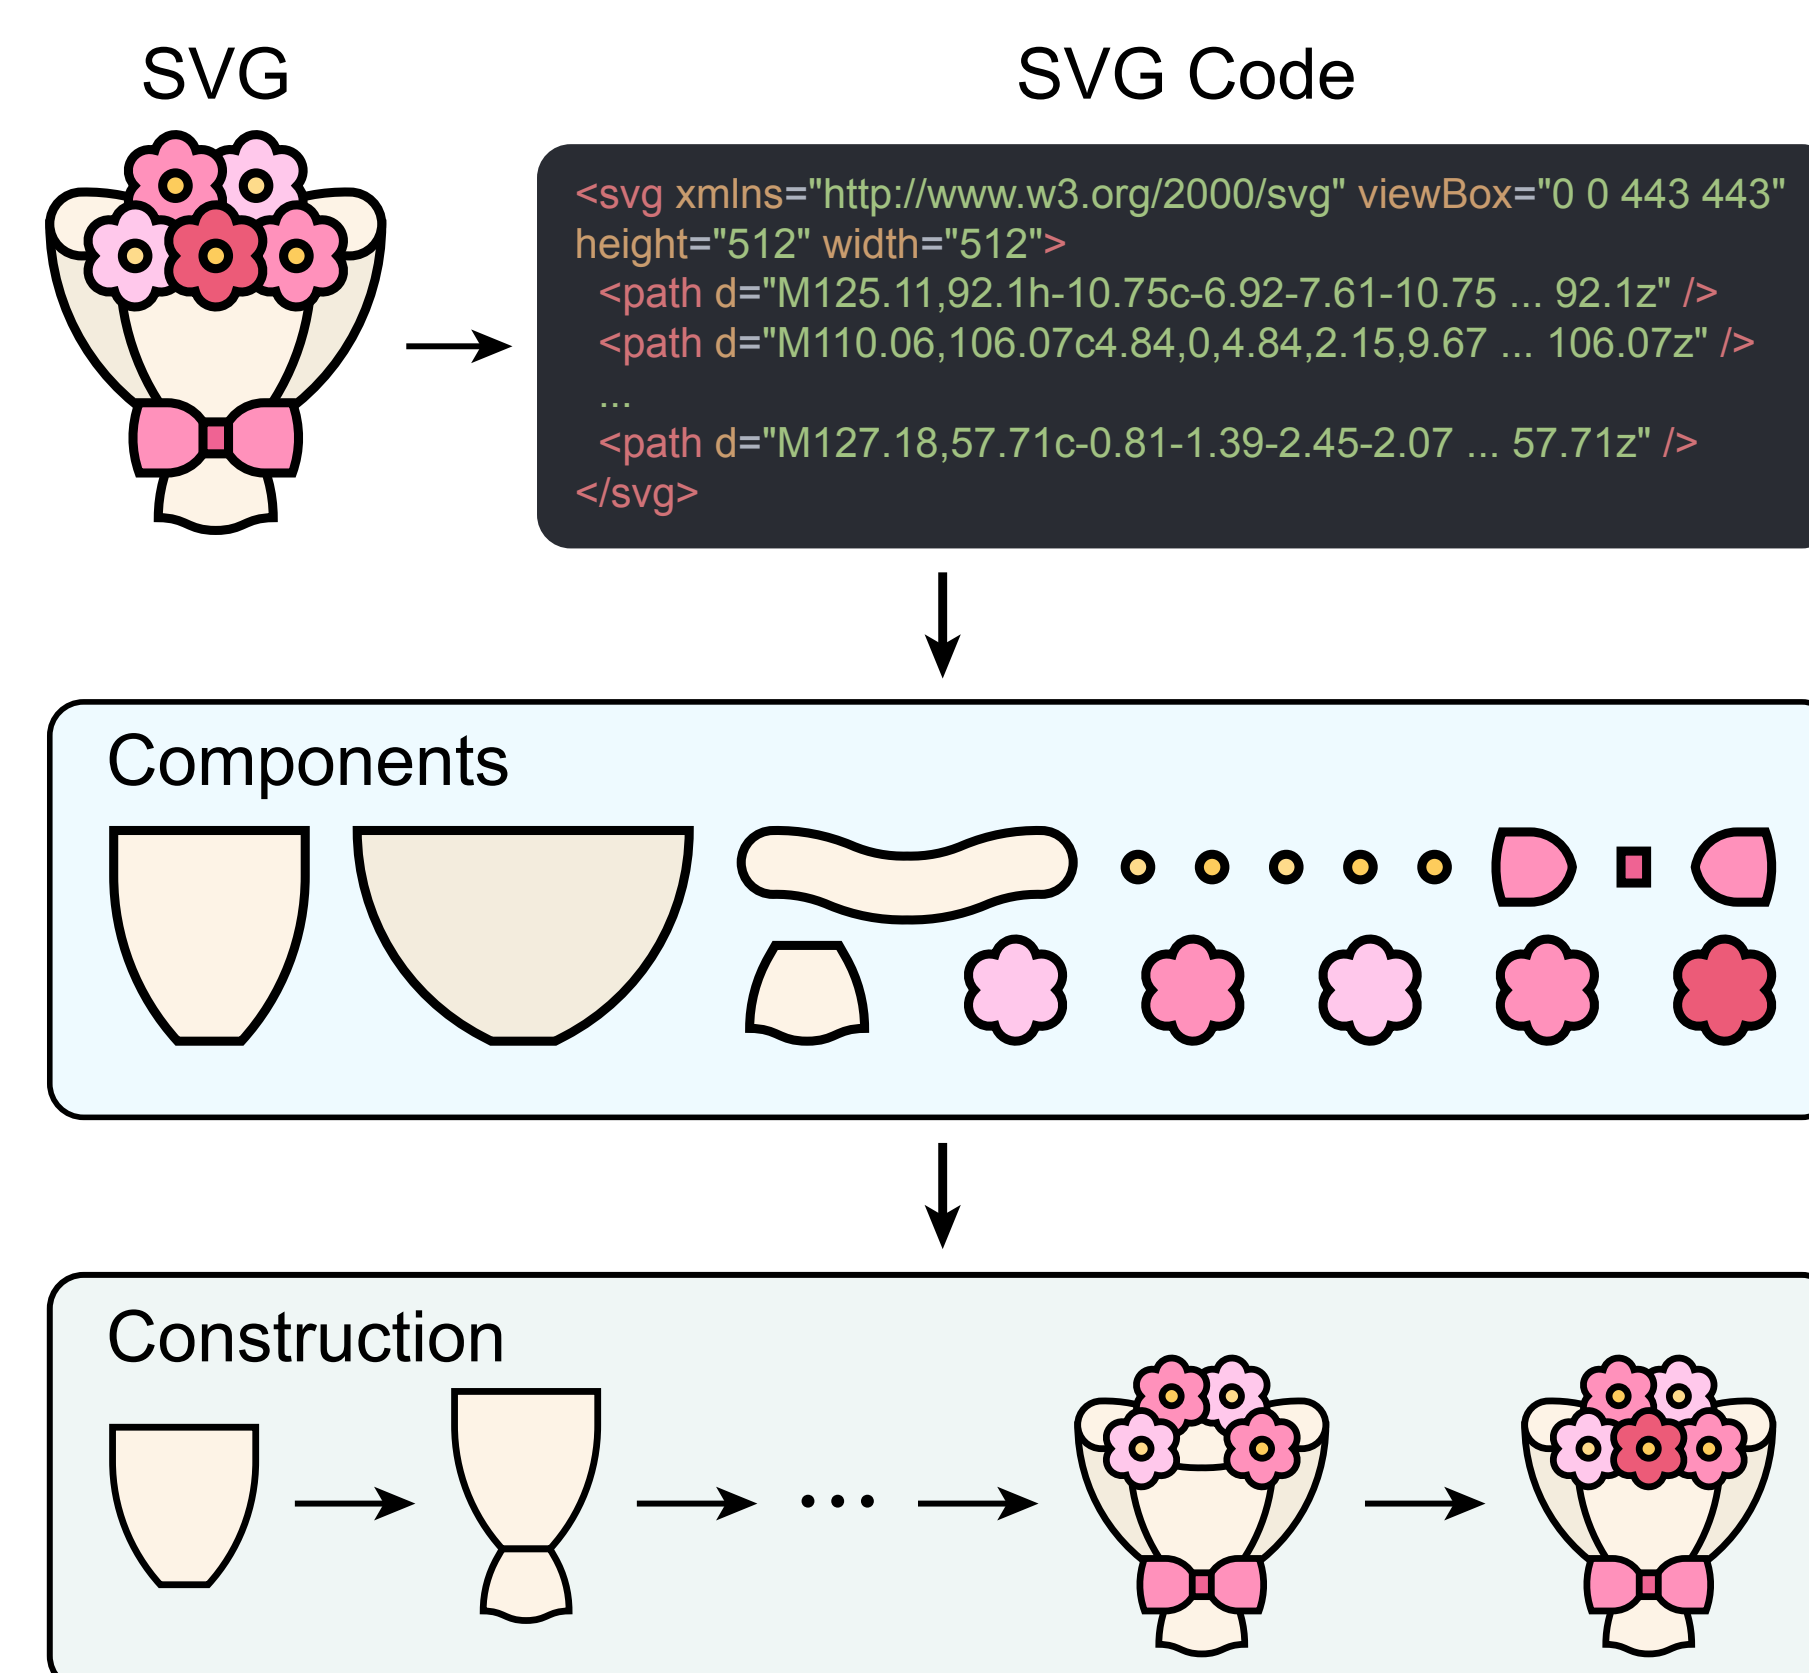 SVG
SVG Code
<svg xmlns="http://www.w3.org/2000/svg" viewBox="0 0 443 443"
height="512" width="512">
<path d="M125.11,92.1h-10.75c-6.92-7.61-10.75 ... 92.1z" />
<path d="M110.06,106.07c4.84,0,4.84,2.15,9.67 ... 106.07z" />
...
<path d="M127.18,57.71c-0.81-1.39-2.45-2.07 ... 57.71z" />
</svg>
Components
Construction
...